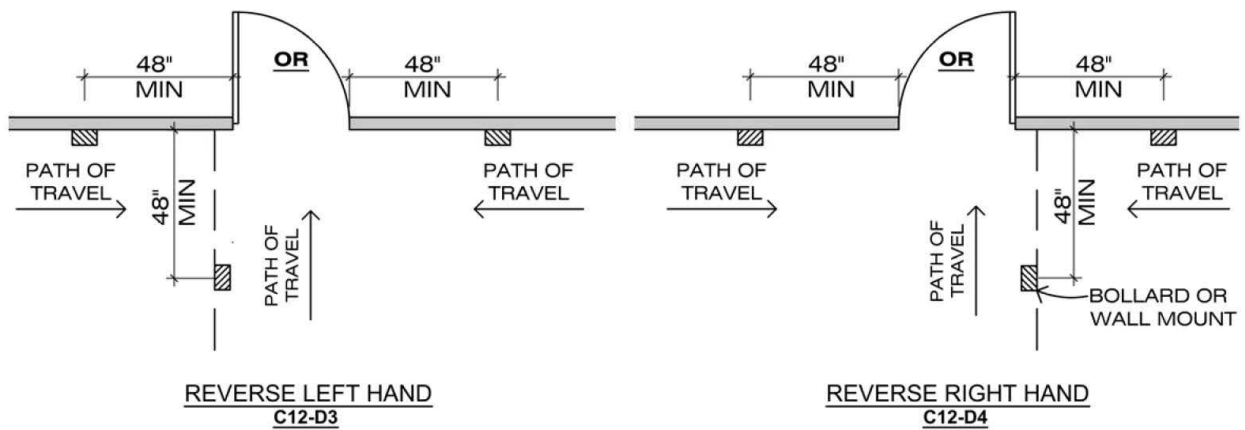 48"
MIN
OR
48"
MIN
PATH OF
TRAVEL
48"
MIN
PATH OF
TRAVEL
PATH OF
TRAVEL
REVERSE LEFT HAND
C12-D3
48"
MIN
OR
48"
MIN
PATH OF
TRAVEL
PATH OF
TRAVEL
48"
MIN
PATH OF
TRAVEL
BOLLARD OR
WALL MOUNT
REVERSE RIGHT HAND
C12-D4